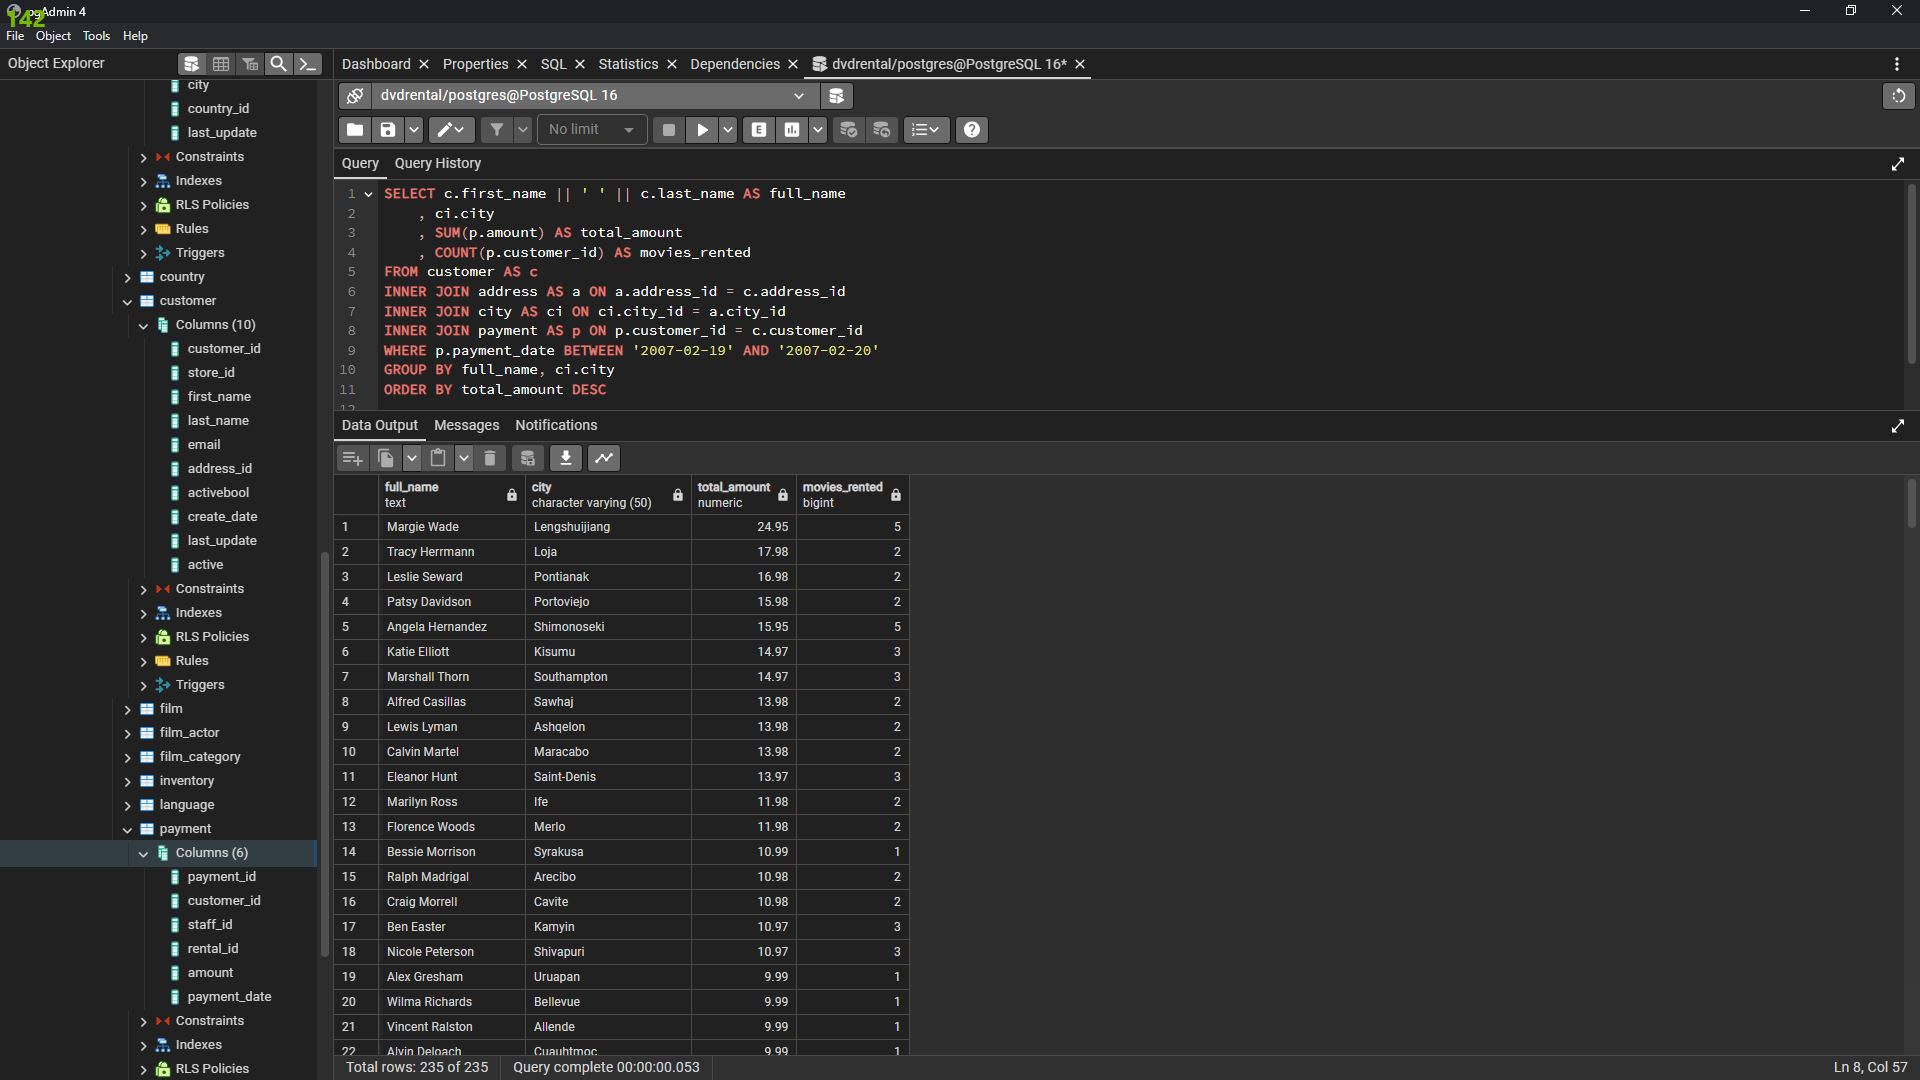 142
pgAdmin 4
File Object Tools Help
Object Explorer
Dashboard Properties SQL Statistics Dependencies dvdrental/postgres@PostgreSQL 16*
dvdrental/postgres@PostgreSQL 16
No limit
E
Query Query History
1 SELECT c.first_name || ' ' || c.last_name AS full_name
2 , ci.city
3 , SUM(p.amount) AS total_amount
4 , COUNT(p.customer_id) AS movies_rented
5 FROM customer AS c
6 INNER JOIN address AS a ON a.address_id = c.address_id
7 INNER JOIN city AS ci ON ci.city_id = a.city_id
8 INNER JOIN payment AS p ON p.customer_id = c.customer_id
9 WHERE p.payment_date BETWEEN '2007-02-19' AND '2007-02-20'
10 GROUP BY full_name, ci.city
11 ORDER BY total_amount DESC
12
city
country_id
last_update
Constraints
Indexes
RLS Policies
Rules
Triggers
country
customer
Columns (10)
customer_id
store_id
first_name
last_name
email
address_id
activebool
create_date
last_update
active
Constraints
Indexes
RLS Policies
Rules
Triggers
film
film_actor
film_category
inventory
language
payment
Columns (6)
payment_id
customer_id
staff_id
rental_id
amount
payment_date
Constraints
Indexes
RLS Policies
Data Output Messages Notifications
full_name city total_amount movies_rented
text character varying (50) numeric bigint
1 Margie Wade Lengshuijiang 24.95 5
2 Tracy Herrmann Loja 17.98 2
3 Leslie Seward Pontianak 16.98 2
4 Patsy Davidson Portoviejo 15.98 2
5 Angela Hernandez Shimonoseki 15.95 5
6 Katie Elliott Kisumu 14.97 3
7 Marshall Thorn Southampton 14.97 3
8 Alfred Casillas Sawhaj 13.98 2
9 Lewis Lyman Ashqelon 13.98 2
10 Calvin Martel Maracabo 13.98 2
11 Eleanor Hunt Saint-Denis 13.97 3
12 Marilyn Ross Ife 11.98 2
13 Florence Woods Merlo 11.98 2
14 Bessie Morrison Syrakusa 10.99 1
15 Ralph Madrigal Arecibo 10.98 2
16 Craig Morrell Cavite 10.98 2
17 Ben Easter Kamyin 10.97 3
18 Nicole Peterson Shivapuri 10.97 3
19 Alex Gresham Uruapan 9.99 1
20 Wilma Richards Bellevue 9.99 1
21 Vincent Ralston Allende 9.99 1
22 Alvin Deloach Cuauhtmoc 9.99 1
Total rows: 235 of 235 Query complete 00:00:00.053 Ln 8, Col 57